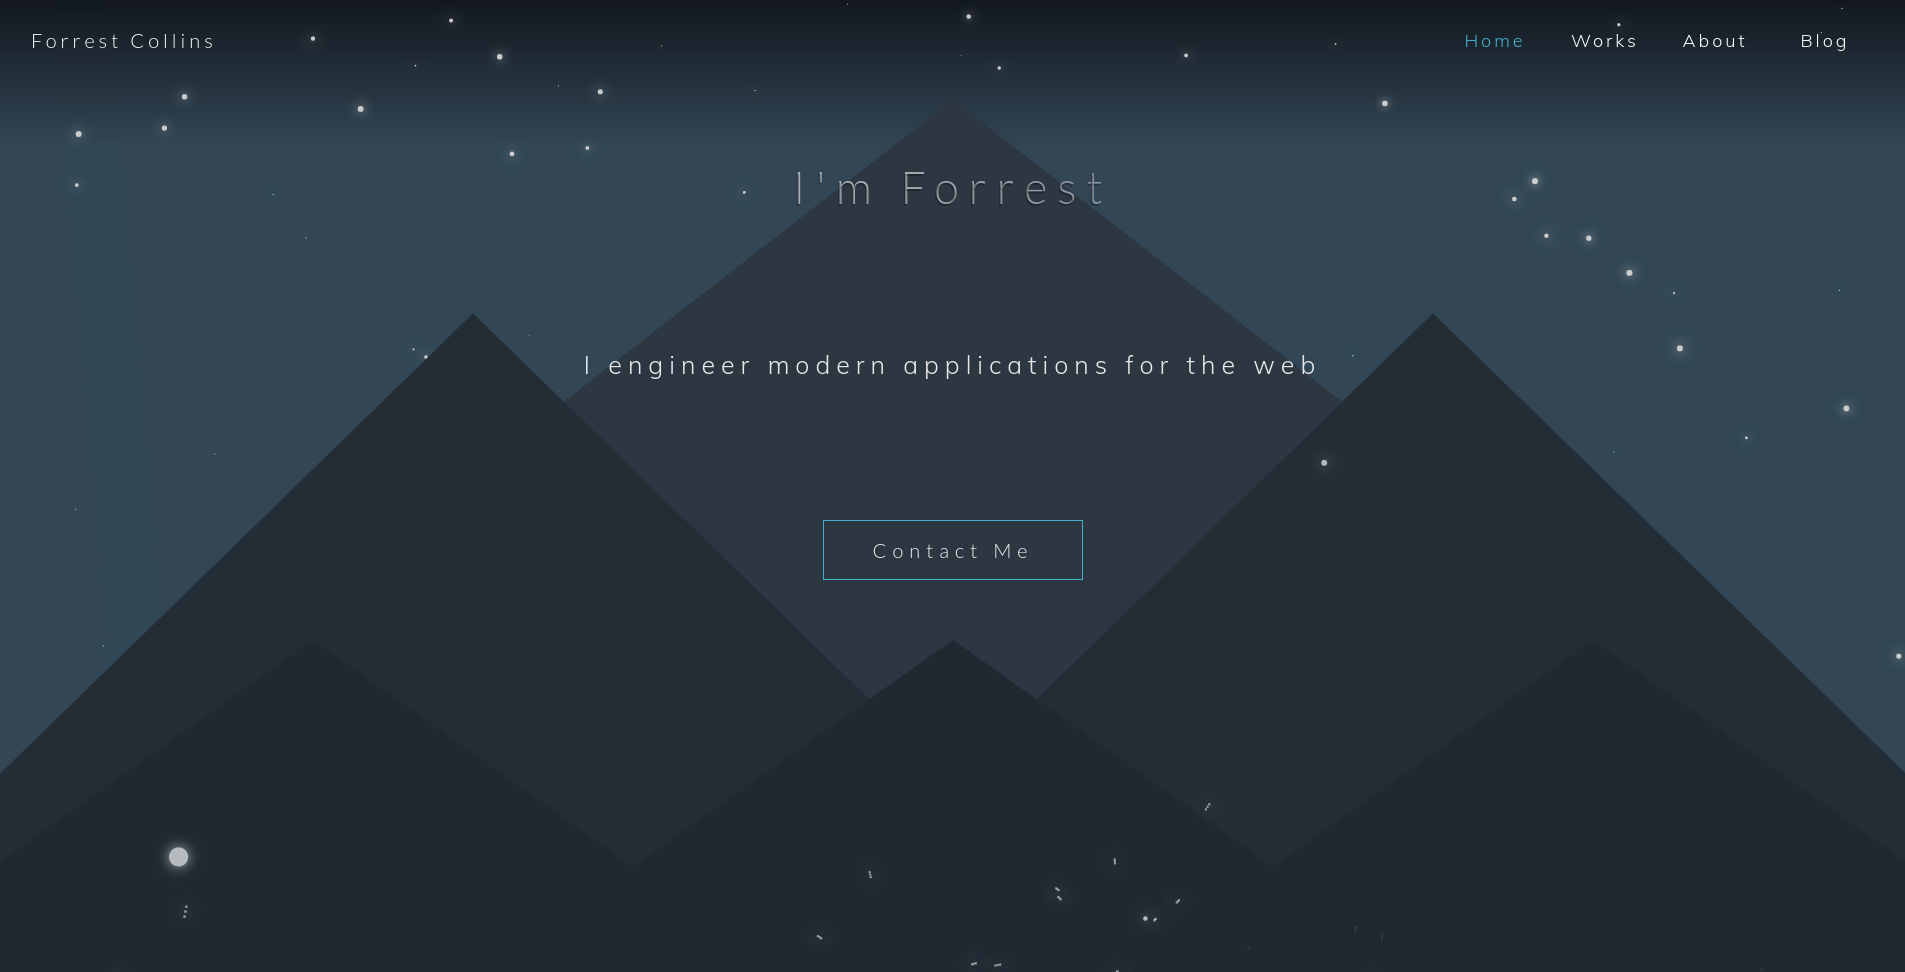 Forrest Collins
Home Works About Blog
I'm Forrest
I engineer modern applications for the web
Contact Me